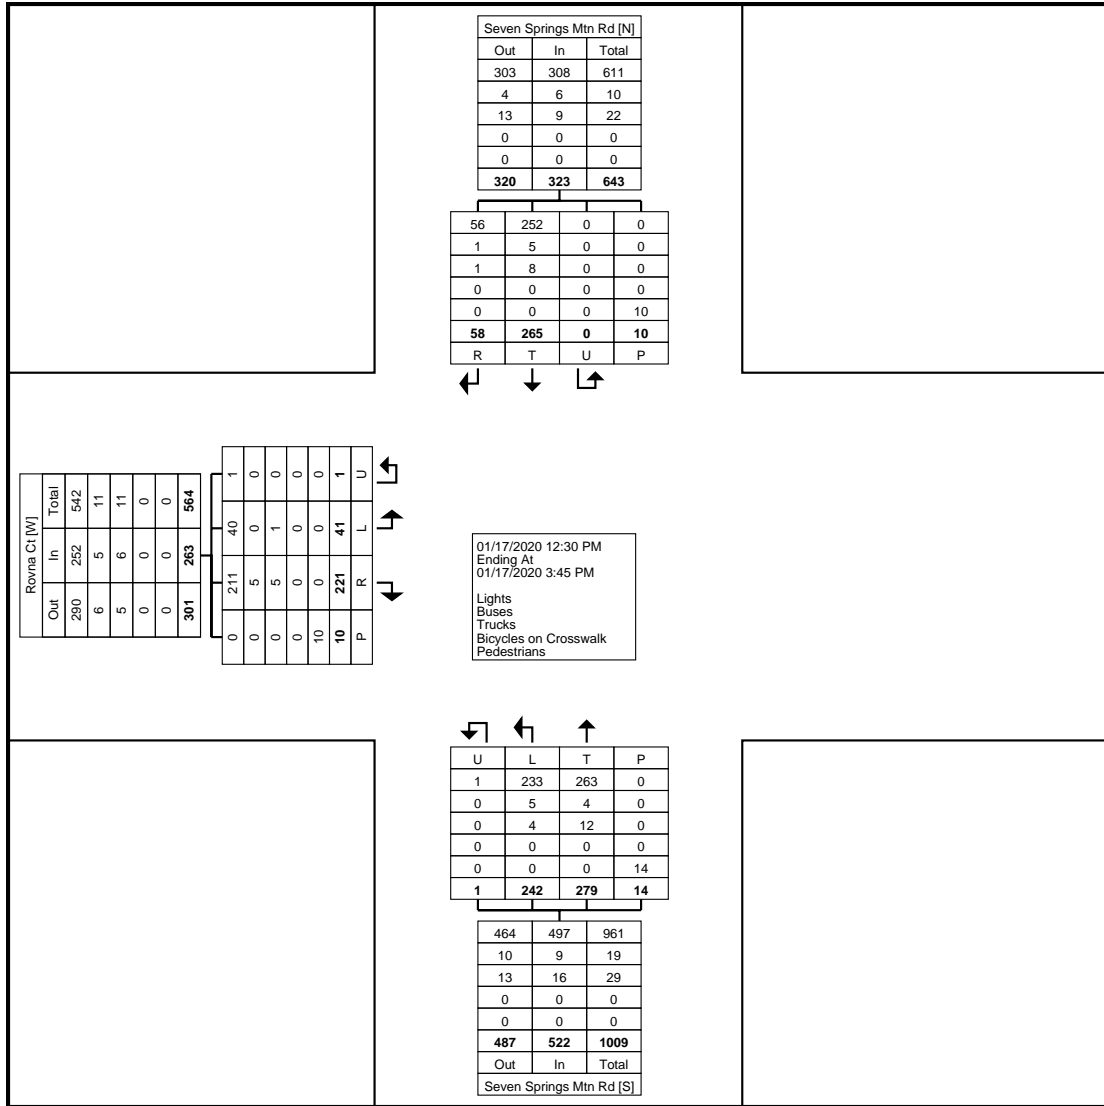 Seven Springs Mtn Rd [N]
Out In Total
303 308 611
4 6 10
13 9 22
0 0 0
0 0 0
320 323 643
56 252 0 0
1 5 0 0
1 8 0 0
0 0 0 0
0 0 0 10
58 265 0 10
R T U P
Rovna Ct [W]
Out In Total
290 252 542
6 5 11
5 6 11
0 0 0
0 0 0
301 263 564
0 211 40 1
0 5 0 0
0 5 1 0
0 0 0 0
10 0 0 0
10 221 41 1
P R L U
01/17/2020 12:30 PM
Ending At
01/17/2020 3:45 PM
Lights
Buses
Trucks
Bicycles on Crosswalk
Pedestrians
U L T P
1 233 263 0
0 5 4 0
0 4 12 0
0 0 0 0
0 0 0 14
1 242 279 14
464 497 961
10 9 19
13 16 29
0 0 0
0 0 0
487 522 1009
Out In Total
Seven Springs Mtn Rd [S]